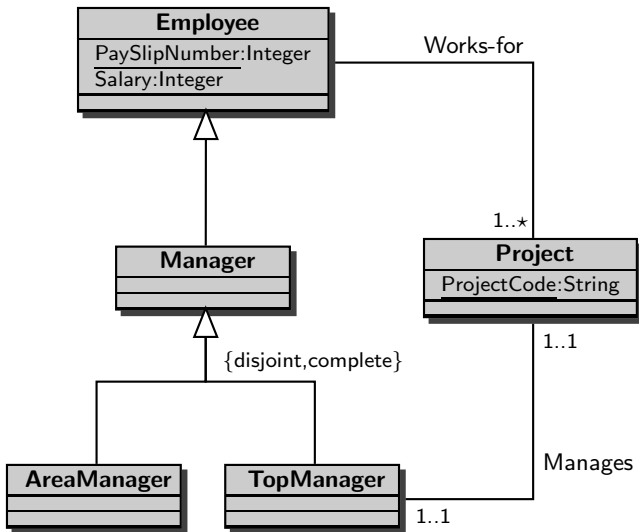 Employee
PaySlipNumber:Integer
Salary:Integer
Works-for
1..⋆
Manager
Project
ProjectCode:String
1..1
{disjoint,complete}
Manages
AreaManager
TopManager
1..1